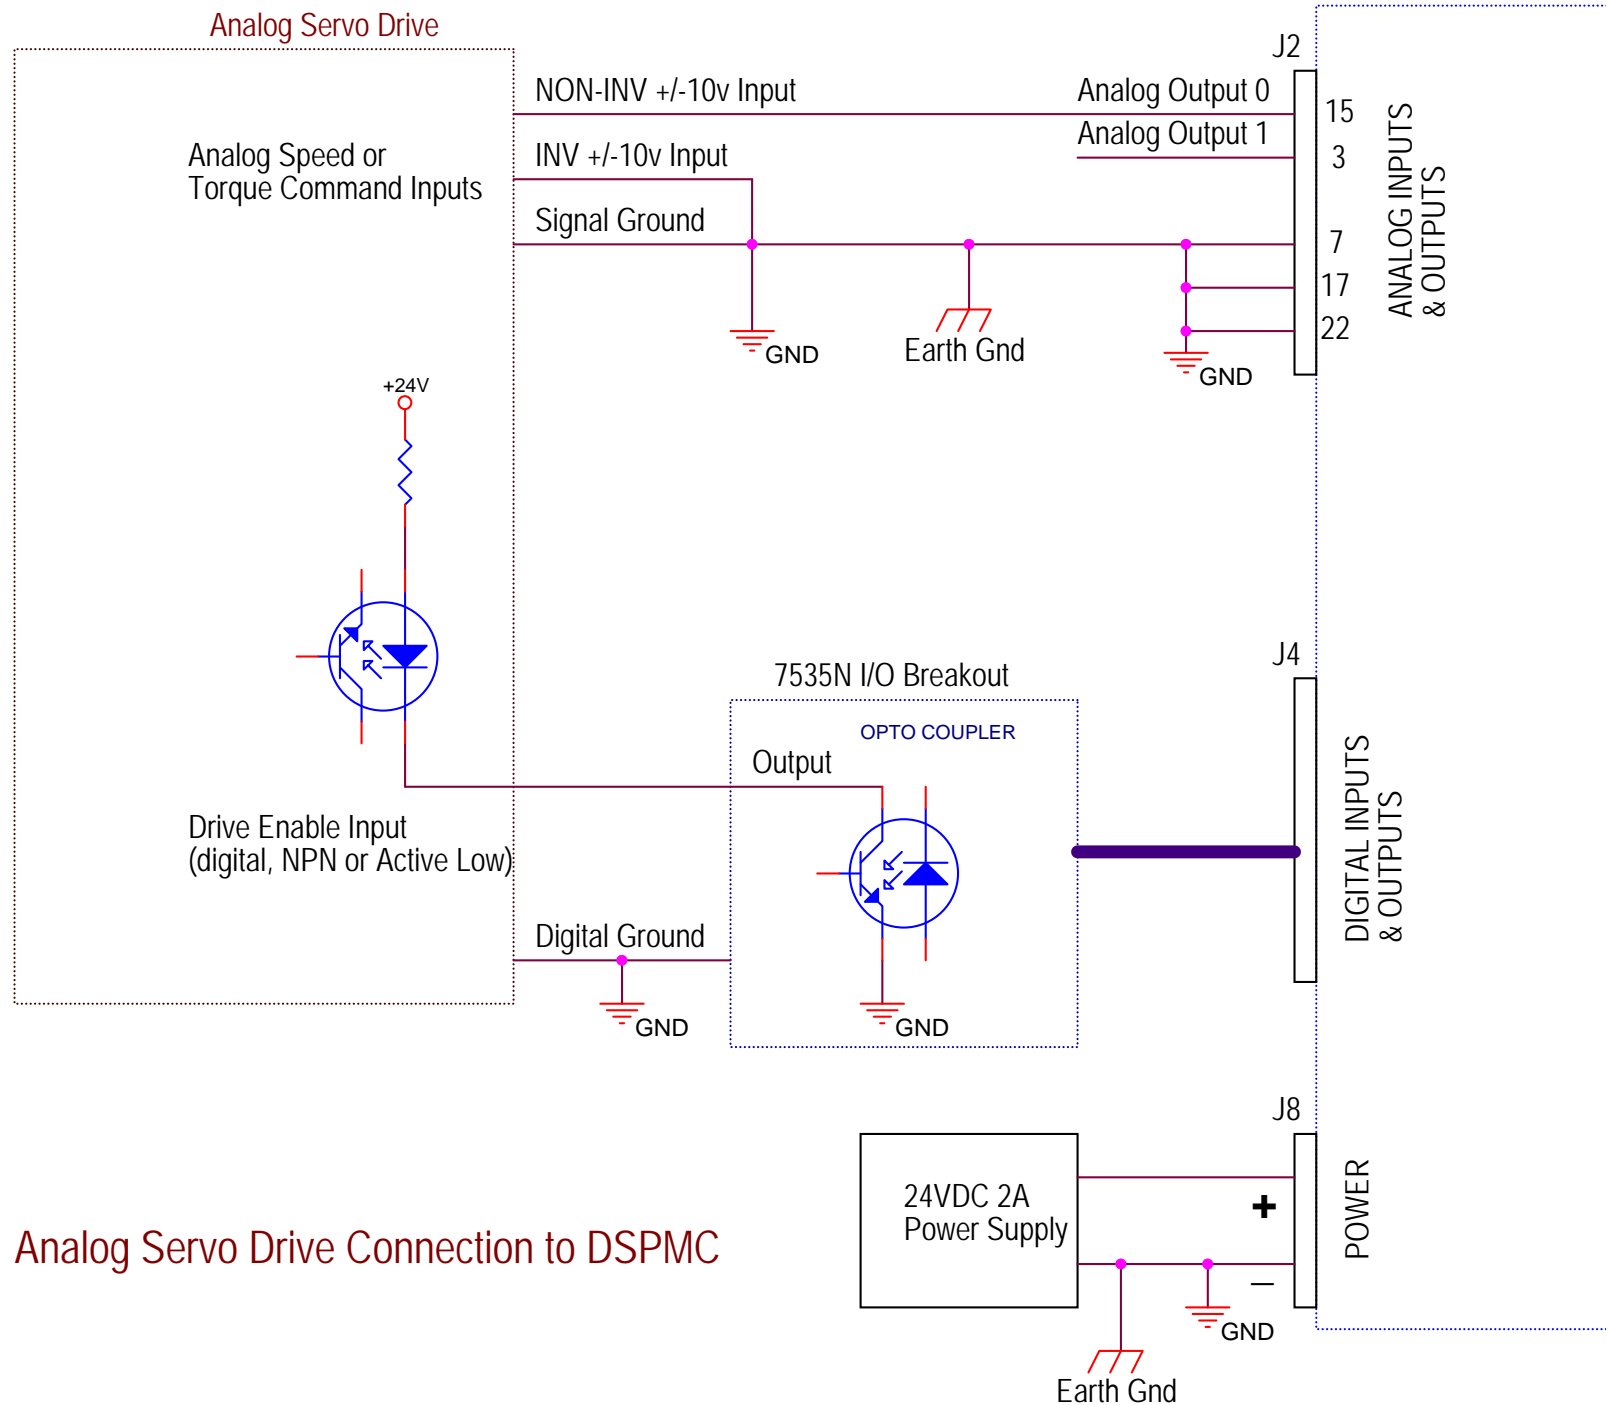 Analog Servo Drive
J2
NON-INV +/-10v Input
Analog Output 0
15
Analog Output 1
3
Analog Speed or
Torque Command Inputs
INV +/-10v Input
Signal Ground
7
17
22
ANALOG INPUTS
& OUTPUTS
GND
Earth Gnd
GND
+24V
7535N I/O Breakout
J4
OPTO COUPLER
Output
DIGITAL INPUTS
& OUTPUTS
Drive Enable Input
(digital, NPN or Active Low)
Digital Ground
GND
GND
J8
24VDC 2A
Power Supply
+
–
POWER
GND
Earth Gnd
Analog Servo Drive Connection to DSPMC